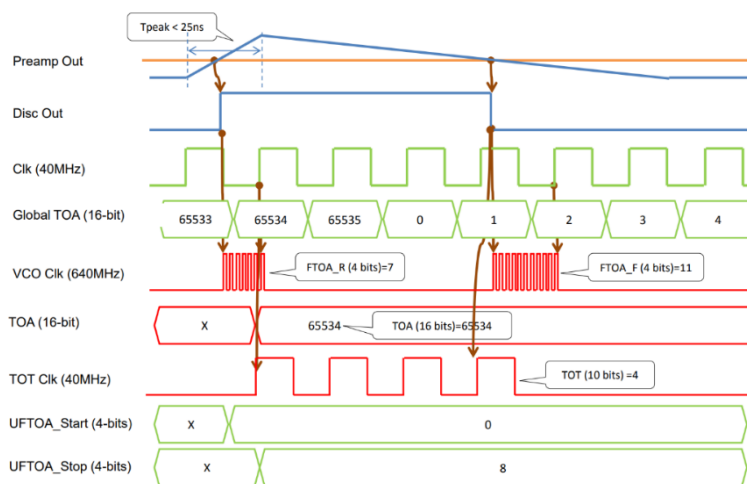 Tpeak < 25ns
Preamp Out
Disc Out
Clk (40MHz)
Global TOA (16-bit) 65533 65534 65535 0 1 2 3 4
VCO Clk (640MHz) FTOA_R (4 bits)=7 FTOA_F (4 bits)=11
TOA (16-bit) X 65534 TOA (16 bits)=65534
TOT Clk (40MHz) TOT (10 bits) =4
UFTOA_Start (4-bits) X 0
UFTOA_Stop (4-bits) X 8